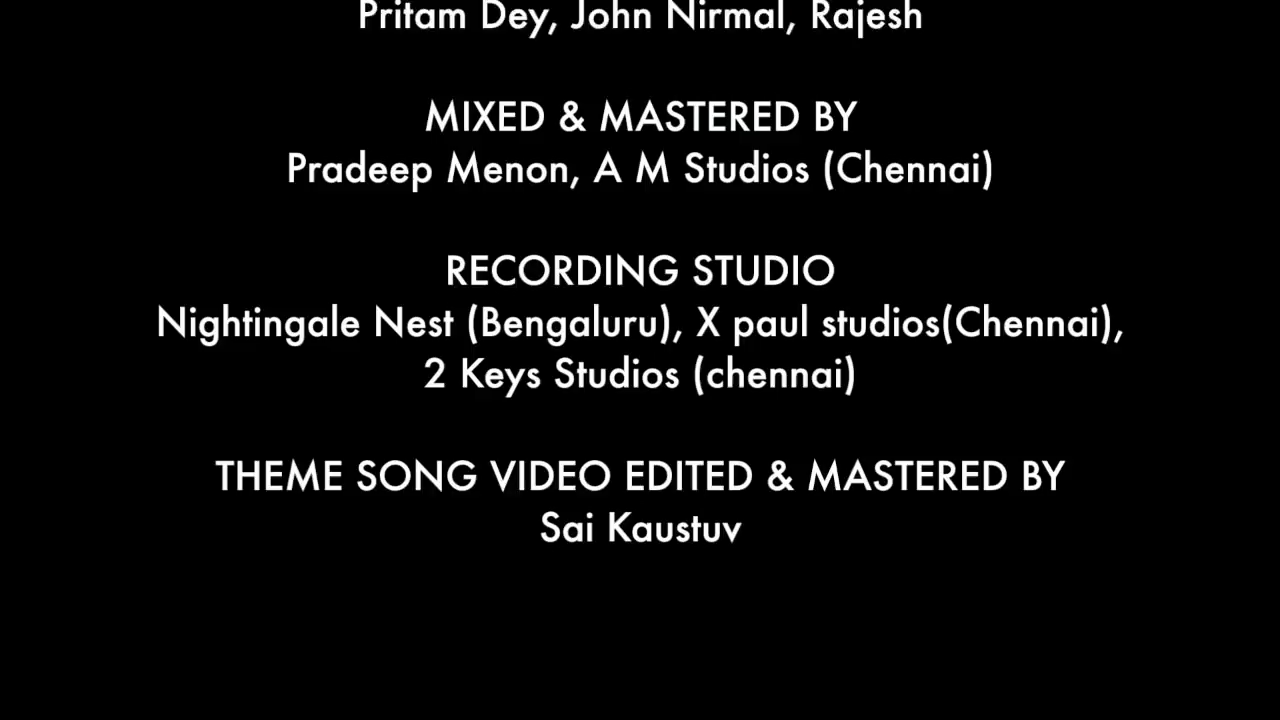 Pritam Dey, John Nirmal, Rajesh
MIXED & MASTERED BY
Pradeep Menon, A M Studios (Chennai)
RECORDING STUDIO
Nightingale Nest (Bengaluru), X paul studios(Chennai),
2 Keys Studios (chennai)
THEME SONG VIDEO EDITED & MASTERED BY
Sai Kaustuv